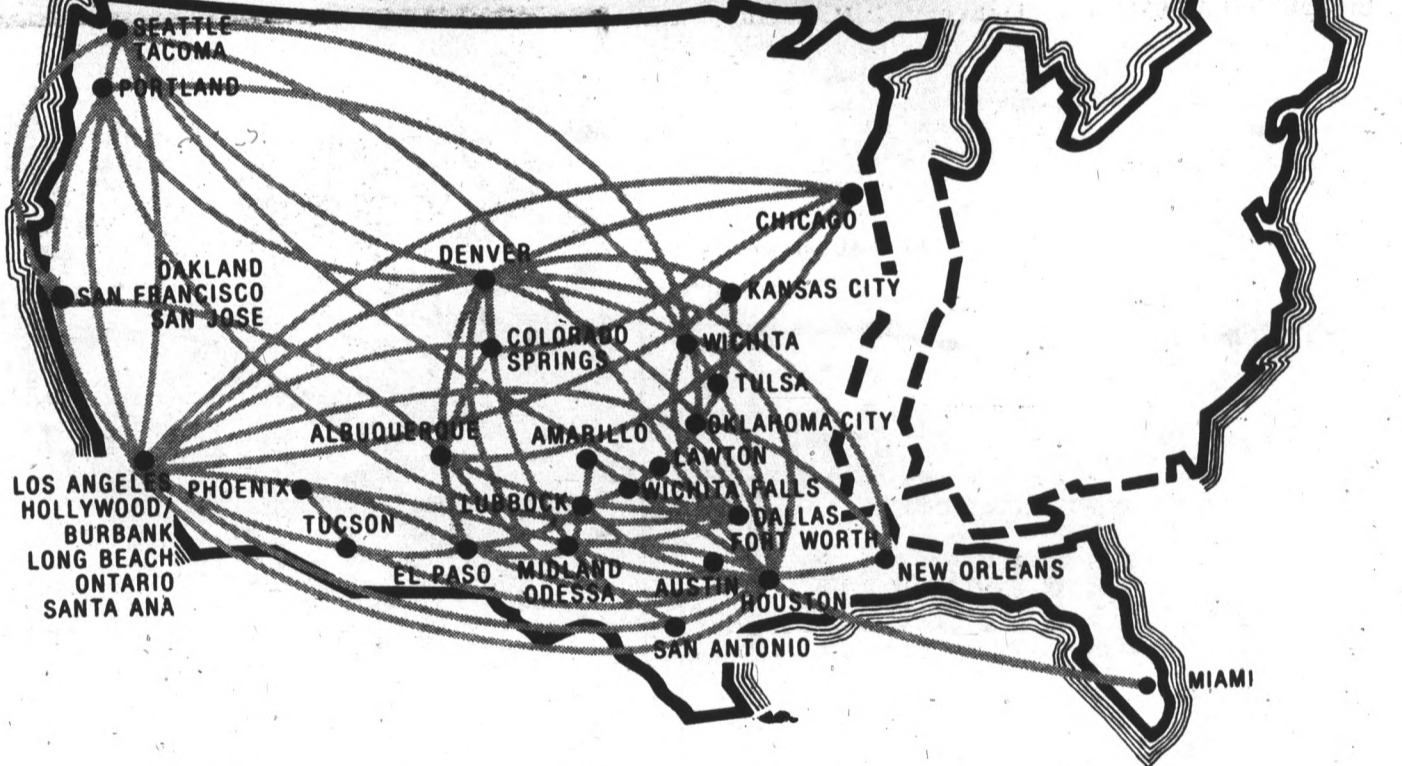 SEATTLE
TACOMA
PORTLAND
CHICAGO
DENVER
OAKLAND
SAN FRANCISCO
SAN JOSE
KANSAS CITY
COLORADO
SPRINGS
WICHITA
TULSA
OKLAHOMA CITY
ALBUQUERQUE
AMARILLO
LAWTON
LOS ANGELES
HOLLYWOOD/
BURBANK
LONG BEACH
ONTARIO
SANTA ANA
PHOENIX
WICHITA FALLS
LUBBOCK
TUCSON
DALLAS
FORT WORTH
EL PASO
MIDLAND
ODESSA
AUSTIN
HOUSTON
NEW ORLEANS
SAN ANTONIO
MIAMI